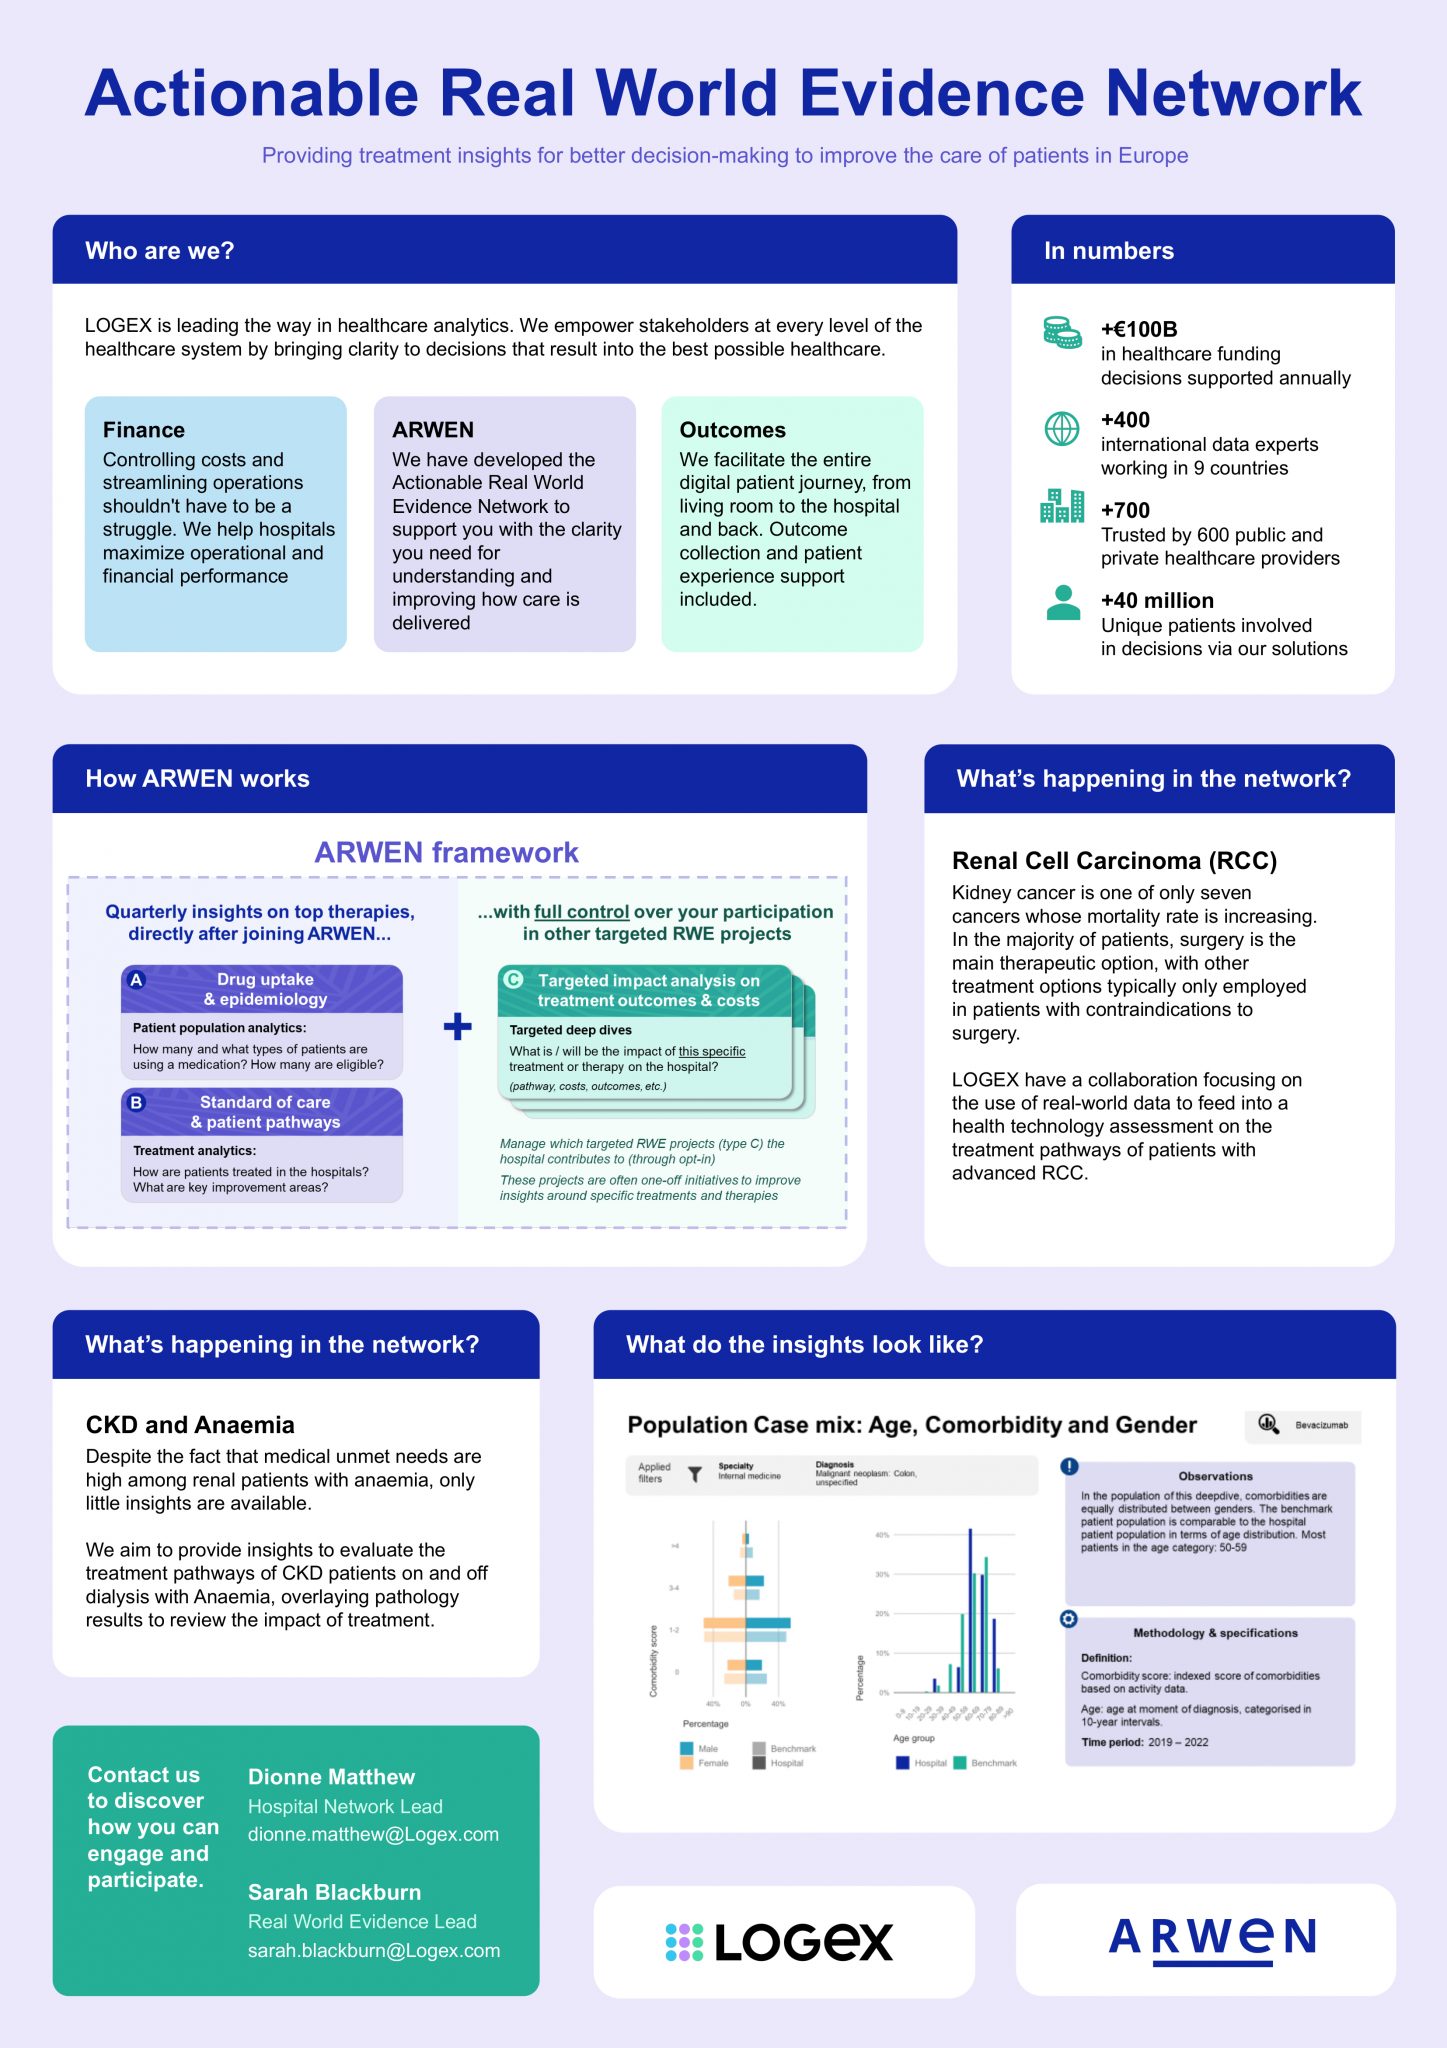 Actionable Real World Evidence Network
Providing treatment insights for better decision-making to improve the care of patients in Europe
Who are we?
LOGEX is leading the way in healthcare analytics. We empower stakeholders at every level of the
healthcare system by bringing clarity to decisions that result into the best possible healthcare.
Finance
Controlling costs and
streamlining operations
shouldn't have to be a
struggle. We help hospitals
maximize operational and
financial performance
ARWEN
We have developed the
Actionable Real World
Evidence Network to
support you with the clarity
you need for
understanding and
improving how care is
delivered
Outcomes
We facilitate the entire
digital patient journey, from
living room to the hospital
and back. Outcome
collection and patient
experience support
included.
In numbers
+€100B
in healthcare funding
decisions supported annually
+400
international data experts
working in 9 countries
+700
Trusted by 600 public and
private healthcare providers
+40 million
Unique patients involved
in decisions via our solutions
How ARWEN works
ARWEN framework
Quarterly insights on top therapies,
directly after joining ARWEN...
A
Drug uptake
& epidemiology
Patient population analytics:
How many and what types of patients are
using a medication? How many are eligible?
B
Standard of care
& patient pathways
Treatment analytics:
How are patients treated in the hospitals?
What are key improvement areas?
+
...with full control over your participation
in other targeted RWE projects
C
Targeted impact analysis on
treatment outcomes & costs
Targeted deep dives
What is / will be the impact of this specific
treatment or therapy on the hospital?
(pathway, costs, outcomes, etc.)
Manage which targeted RWE projects (type C) the
hospital contributes to (through opt-in)
These projects are often one-off initiatives to improve
insights around specific treatments and therapies
What's happening in the network?
Renal Cell Carcinoma (RCC)
Kidney cancer is one of only seven
cancers whose mortality rate is increasing.
In the majority of patients, surgery is the
main therapeutic option, with other
treatment options typically only employed
in patients with contraindications to
surgery.
LOGEX have a collaboration focusing on
the use of real-world data to feed into a
health technology assessment on the
treatment pathways of patients with
advanced RCC.
What's happening in the network?
CKD and Anaemia
Despite the fact that medical unmet needs are
high among renal patients with anaemia, only
little insights are available.
We aim to provide insights to evaluate the
treatment pathways of CKD patients on and off
dialysis with Anaemia, overlaying pathology
results to review the impact of treatment.
What do the insights look like?
Population Case mix: Age, Comorbidity and Gender
Bevacizumab
Applied
filters
Specialty
Internal medicine
Diagnosis
Malignant neoplasm: Colon,
unspecified
Comorbidity score
>4
3-4
1-2
0
40% 0% 40%
Percentage
Male
Benchmark
Female
Hospital
Percentage
40%
30%
20%
10%
0%
0-9 10-19 20-29 30-39 40-49 50-59 60-69 70-79 80-89 >90
Age group
Hospital
Benchmark
Observations
In the population of this deepdive, comorbidities are
equally distributed between genders. The benchmark
patient population is comparable to the hospital
patient population in terms of age distribution. Most
patients in the age category: 50-59
Methodology & specifications
Definition:
Comorbidity score: indexed score of comorbidities
based on activity data.
Age: age at moment of diagnosis, categorised in
10-year intervals.
Time period: 2019 – 2022
Contact us
to discover
how you can
engage and
participate.
Dionne Matthew
Hospital Network Lead
dionne.matthew@Logex.com
Sarah Blackburn
Real World Evidence Lead
sarah.blackburn@Logex.com
LOGEX
ARWEN